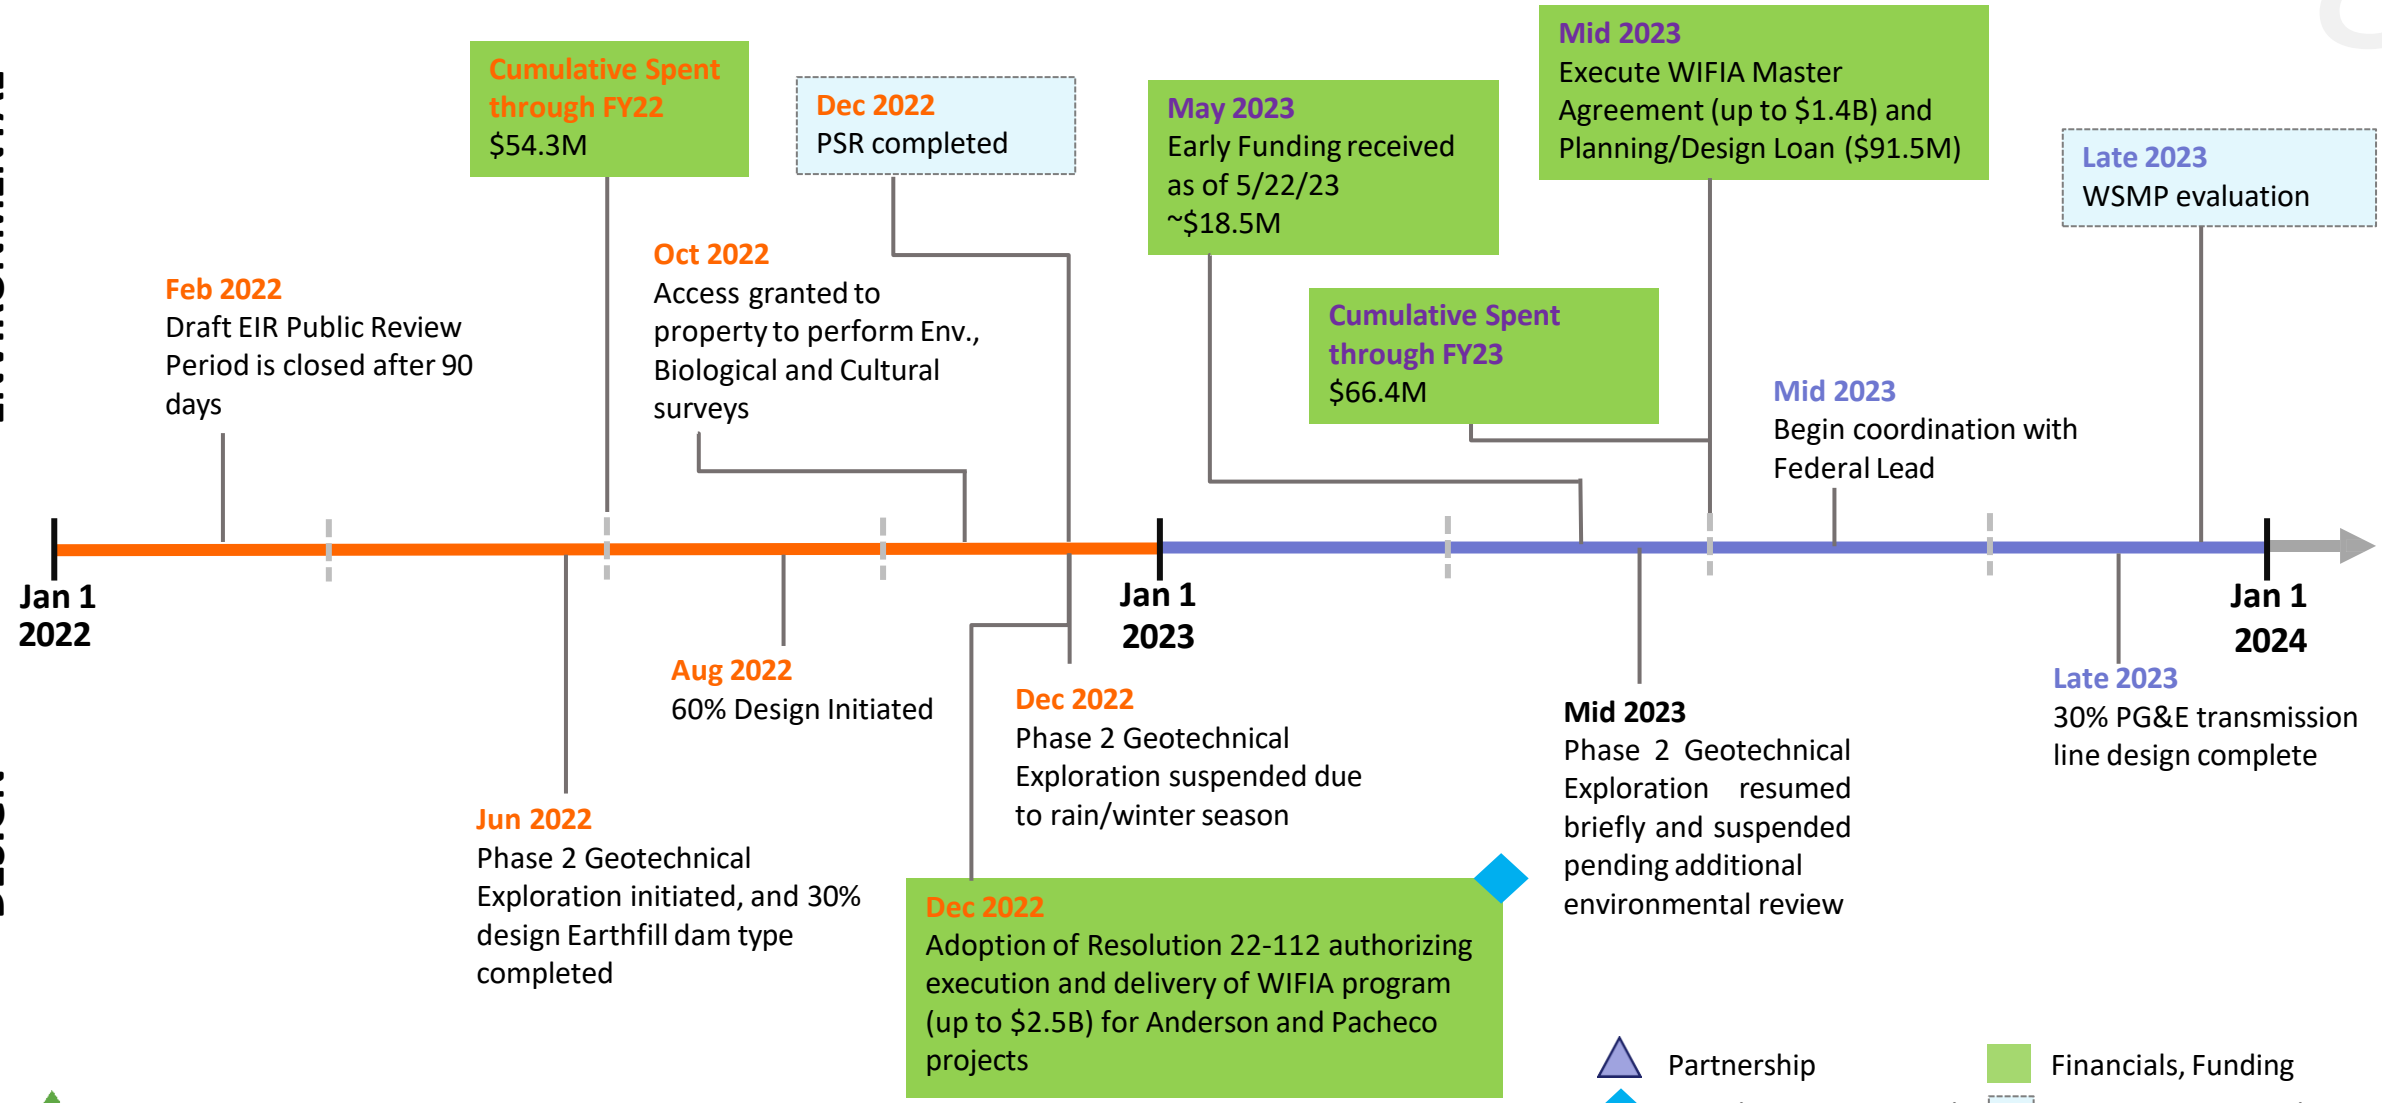 Cumulative Spent
through FY22
$54.3M
Dec 2022
PSR completed
May 2023
Early Funding received
as of 5/22/23
~$18.5M
Mid 2023
Execute WIFIA Master
Agreement (up to $1.4B) and
Planning/Design Loan ($91.5M)
Late 2023
WSMP evaluation
Feb 2022
Draft EIR Public Review
Period is closed after 90
days
Oct 2022
Access granted to
property to perform Env.,
Biological and Cultural
surveys
Cumulative Spent
through FY23
$66.4M
Mid 2023
Begin coordination with
Federal Lead
Jan 1
2022
Jan 1
2023
Jan 1
2024
Jun 2022
Phase 2 Geotechnical
Exploration initiated, and 30%
design Earthfill dam type
completed
Aug 2022
60% Design Initiated
Dec 2022
Phase 2 Geotechnical
Exploration suspended due
to rain/winter season
Dec 2022
Adoption of Resolution 22-112 authorizing
execution and delivery of WIFIA program
(up to $2.5B) for Anderson and Pacheco
projects
Mid 2023
Phase 2 Geotechnical
Exploration resumed
briefly and suspended
pending additional
environmental review
Late 2023
30% PG&E transmission
line design complete
Partnership
Financials, Funding